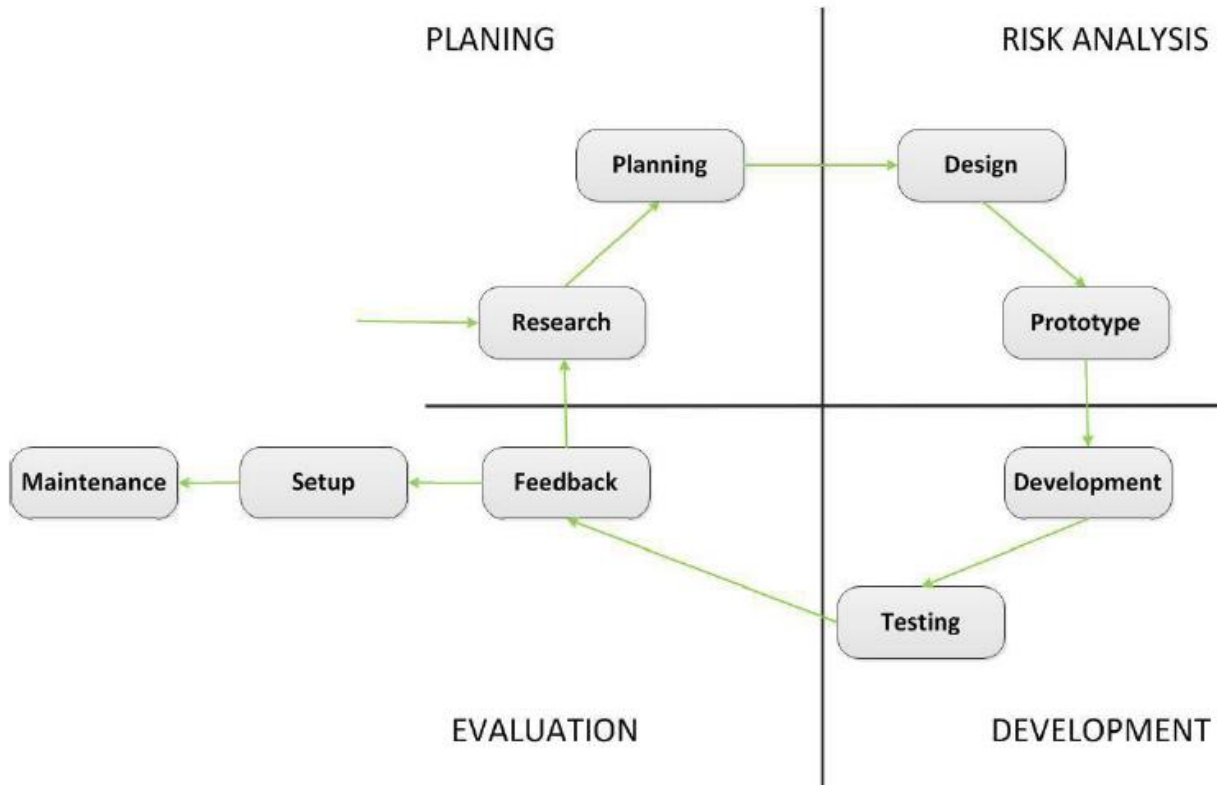 PLANING
RISK ANALYSIS
Planning
Design
Research
Prototype
Maintenance
Setup
Feedback
Development
Testing
EVALUATION
DEVELOPMENT